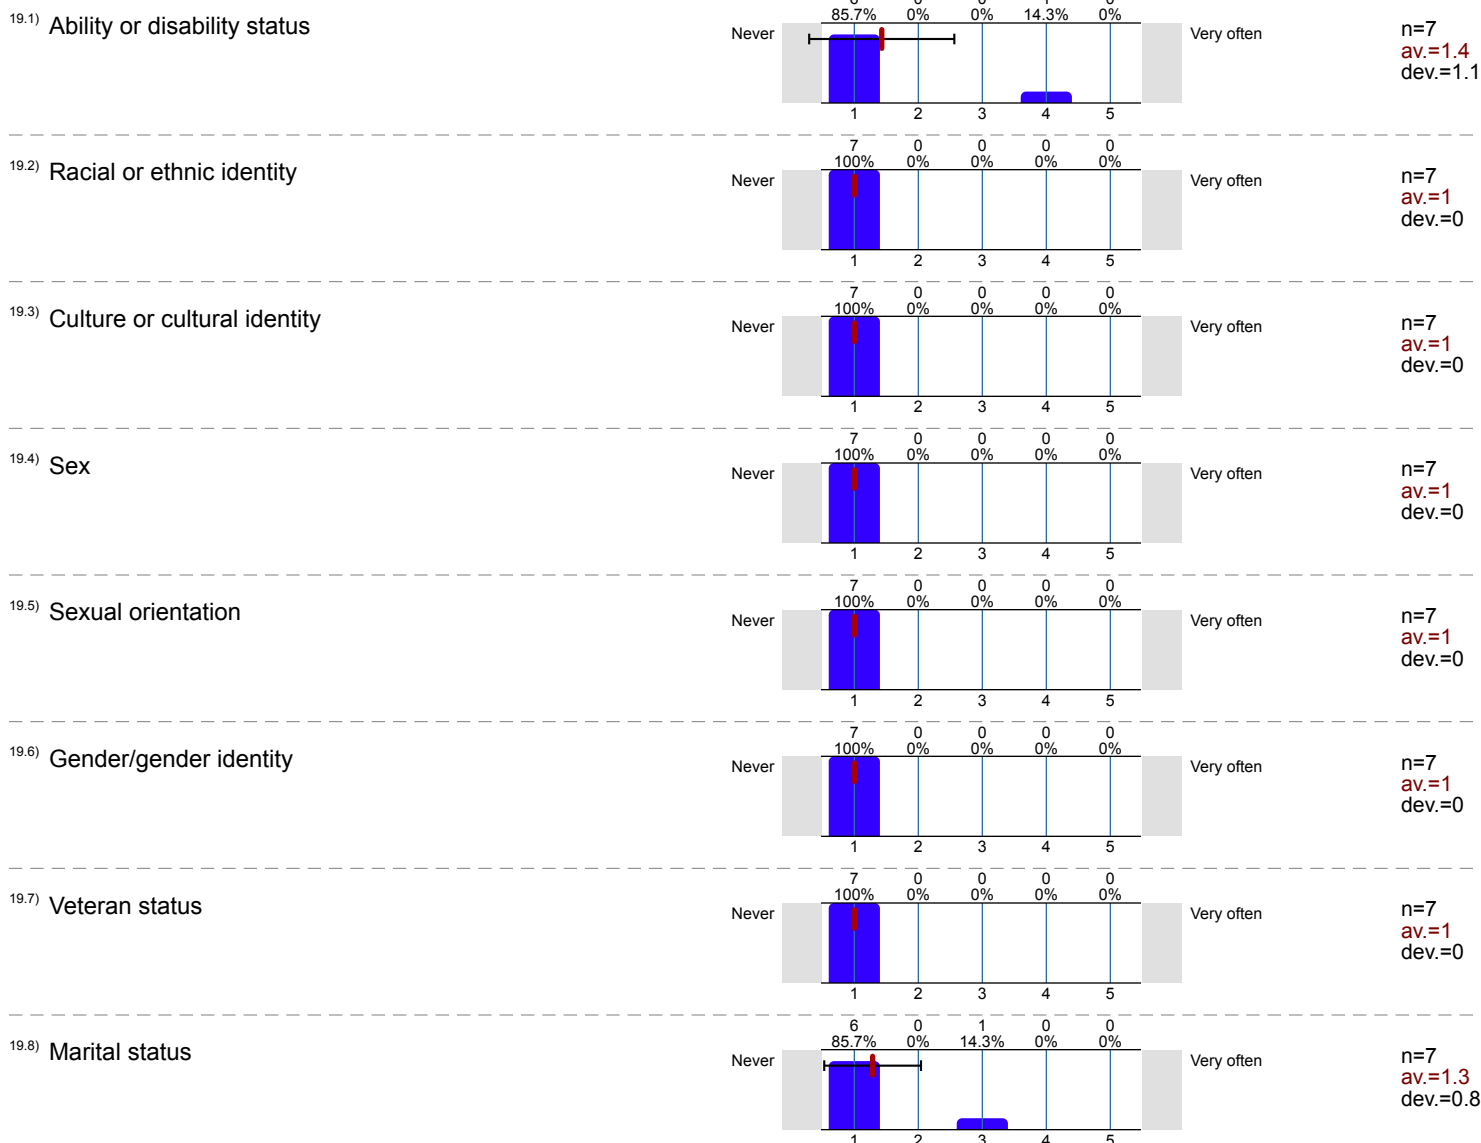 85.7% 0% 0% 14.3% 0%
19.1) Ability or disability status
Never Very often
n=7
av.=1.4
dev.=1.1
1 2 3 4 5
7 0 0 0 0
100% 0% 0% 0% 0%
19.2) Racial or ethnic identity
Never Very often
n=7
av.=1
dev.=0
1 2 3 4 5
7 0 0 0 0
100% 0% 0% 0% 0%
19.3) Culture or cultural identity
Never Very often
n=7
av.=1
dev.=0
1 2 3 4 5
7 0 0 0 0
100% 0% 0% 0% 0%
19.4) Sex
Never Very often
n=7
av.=1
dev.=0
1 2 3 4 5
7 0 0 0 0
100% 0% 0% 0% 0%
19.5) Sexual orientation
Never Very often
n=7
av.=1
dev.=0
1 2 3 4 5
7 0 0 0 0
100% 0% 0% 0% 0%
19.6) Gender/gender identity
Never Very often
n=7
av.=1
dev.=0
1 2 3 4 5
7 0 0 0 0
100% 0% 0% 0% 0%
19.7) Veteran status
Never Very often
n=7
av.=1
dev.=0
1 2 3 4 5
6 0 1 0 0
85.7% 0% 14.3% 0% 0%
19.8) Marital status
Never Very often
n=7
av.=1.3
dev.=0.8
1 2 3 4 5